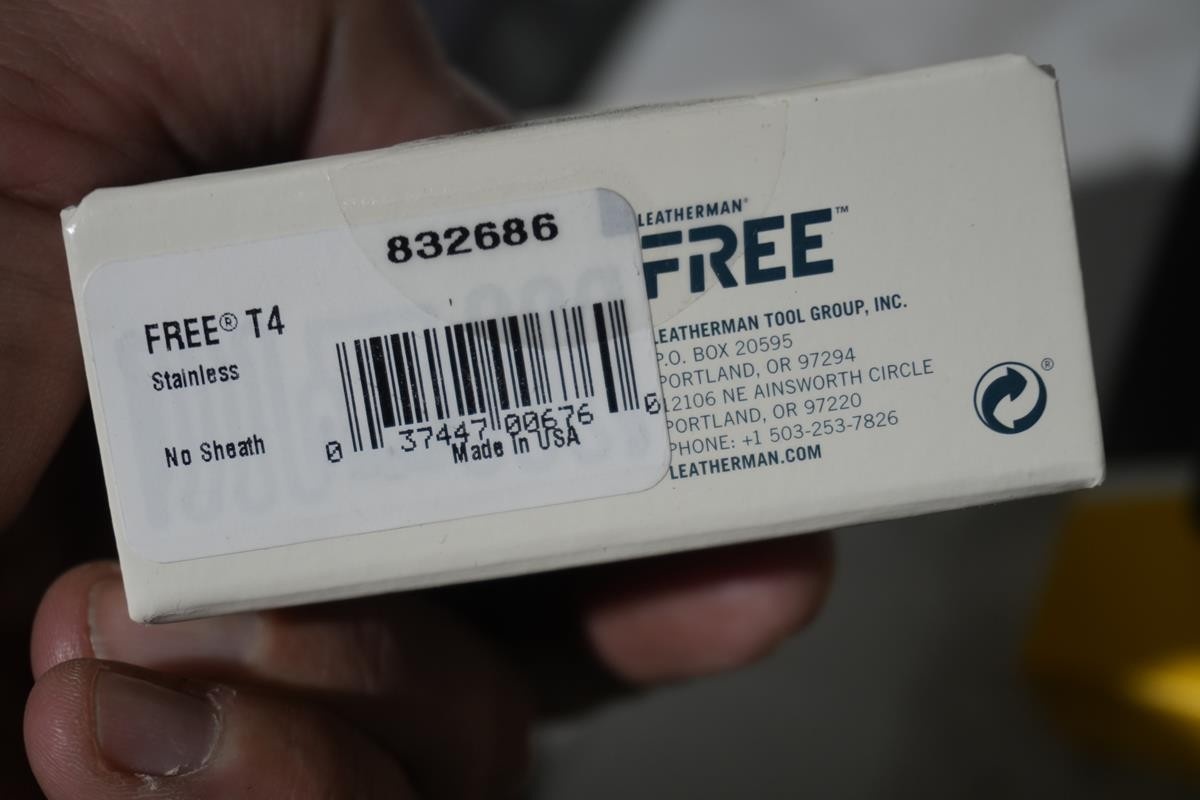 832686
FREE® T4
Stainless
No Sheath
0 37447 00676 0
Made in USA
LEATHERMAN®
FREE™
LEATHERMAN TOOL GROUP, INC.
P.O. BOX 20595
PORTLAND, OR 97294
12106 NE AINSWORTH CIRCLE
PORTLAND, OR 97220
PHONE: +1 503-253-7826
LEATHERMAN.COM
®